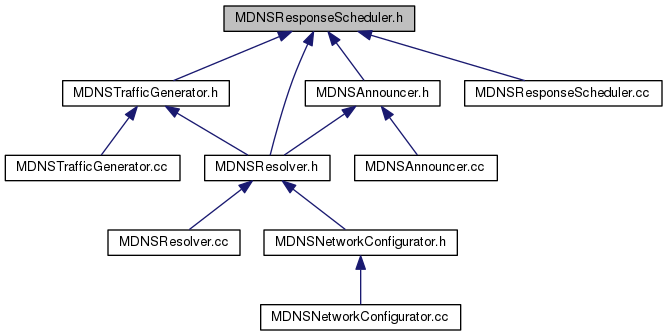 MDNSResponseScheduler.h
MDNSTrafficGenerator.h
MDNSAnnouncer.h
MDNSResponseScheduler.cc
MDNSTrafficGenerator.cc
MDNSResolver.h
MDNSAnnouncer.cc
MDNSResolver.cc
MDNSNetworkConfigurator.h
MDNSNetworkConfigurator.cc